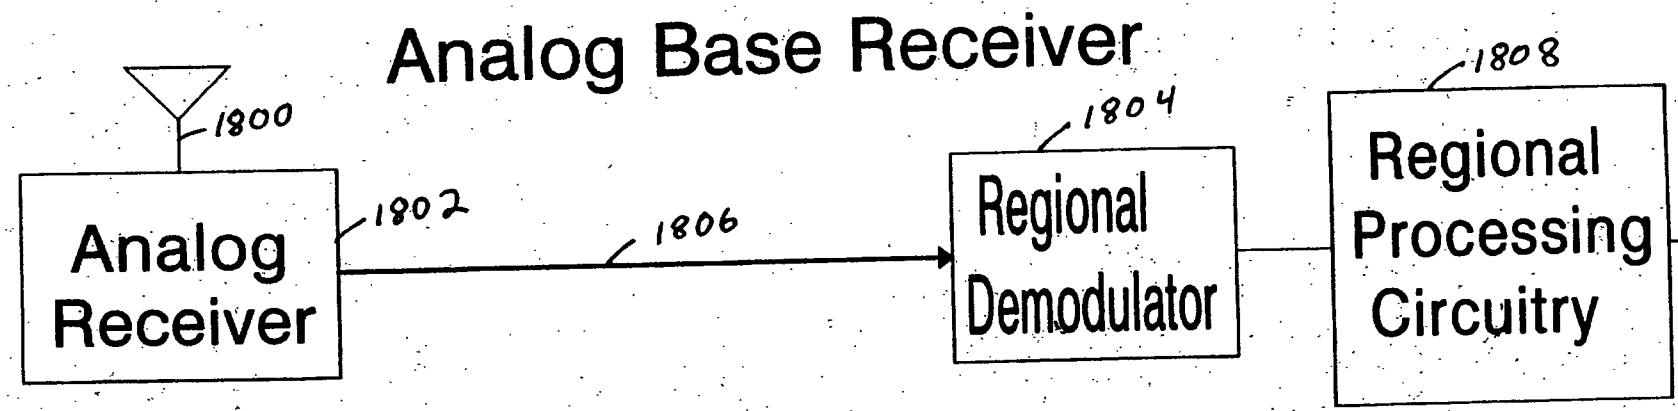 Analog Base Receiver
1800
Analog
Receiver
1802
1806
1804
Regional
Demodulator
1808
Regional
Processing
Circuitry